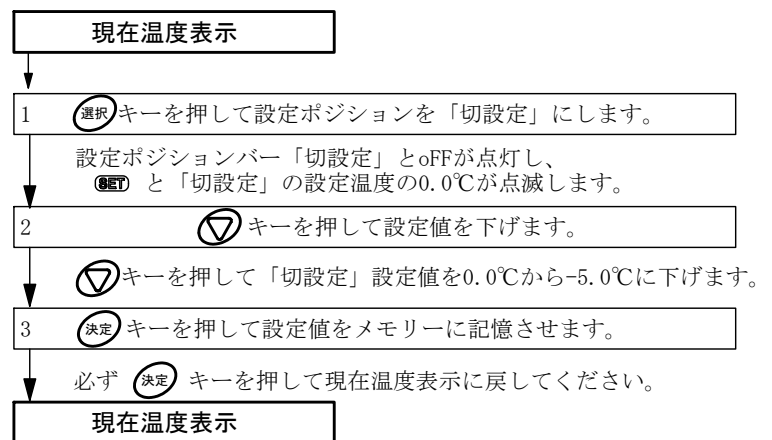 現在温度表示
1 選択キーを押して設定ポジションを「切設定」にします。
設定ポジションバー「切設定」とoFFが点灯し、
SET と「切設定」の設定温度の0.0℃が点滅します。
2 ▽キーを押して設定値を下げます。
▽キーを押して「切設定」設定値を0.0℃から-5.0℃に下げます。
3 決定キーを押して設定値をメモリーに記憶させます。
必ず 決定 キーを押して現在温度表示に戻してください。
現在温度表示